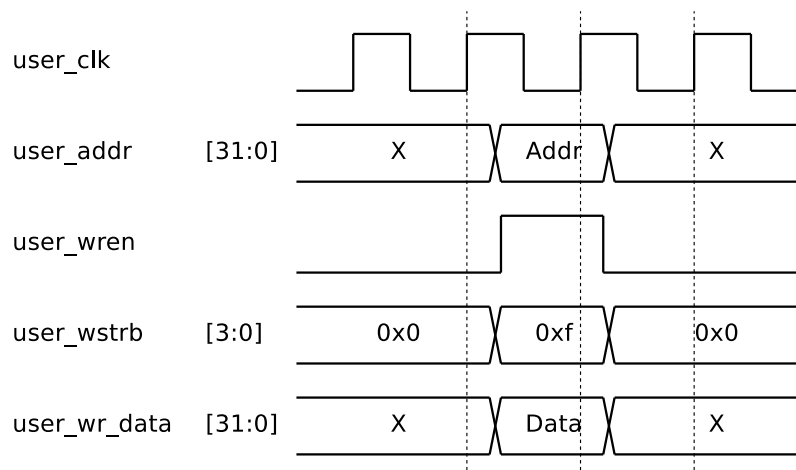 user_clk
user_addr [31:0] X Addr X
user_wren
user_wstrb [3:0] 0x0 0xf 0x0
user_wr_data [31:0] X Data X